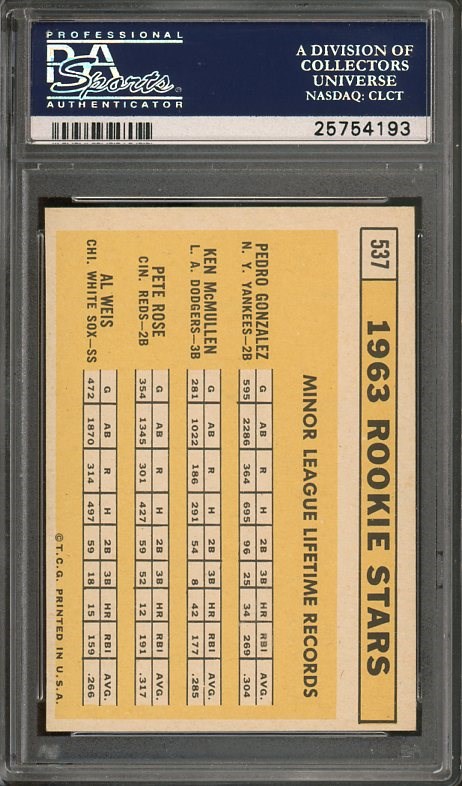 PROFESSIONAL
PSA
Sports
AUTHENTICATOR
A DIVISION OF
COLLECTORS
UNIVERSE
NASDAQ: CLCT
25754193
537
1963 ROOKIE STARS
MINOR LEAGUE LIFETIME RECORDS
PEDRO GONZALEZ
N. Y. YANKEES—2B
G AB R H 2B 3B HR RBI AVG.
595 2286 364 695 96 25 34 269 .304
KEN McMULLEN
L. A. DODGERS—3B
G AB R H 2B 3B HR RBI AVG.
281 1022 186 291 54 8 42 177 .285
PETE ROSE
CIN. REDS—2B
G AB R H 2B 3B HR RBI AVG.
354 1345 301 427 59 52 12 191 .317
AL WEIS
CHI. WHITE SOX—SS
G AB R H 2B 3B HR RBI AVG.
472 1870 314 497 59 18 15 159 .266
© T.C.G. PRINTED IN U.S.A.